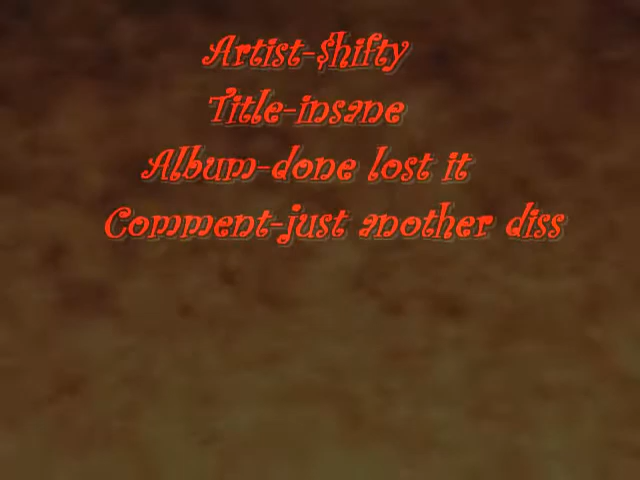 Artist-$hifty
Title-insane
Album-done lost it
Comment-just another diss